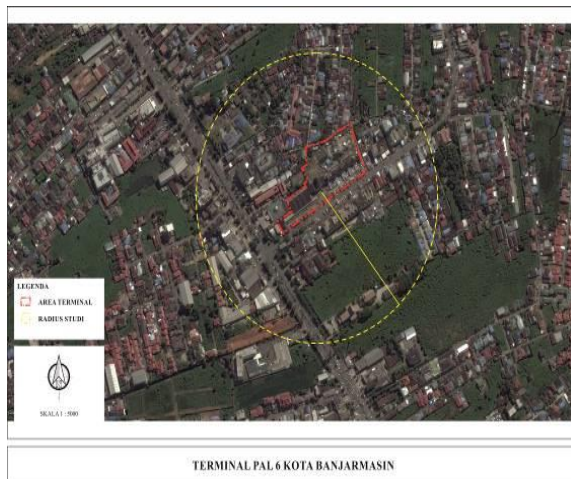 LEGENDA
AREA TERMINAL
RADIUS STUDI
SKALA 1 : 5000
TERMINAL PAL 6 KOTA BANJARMASIN